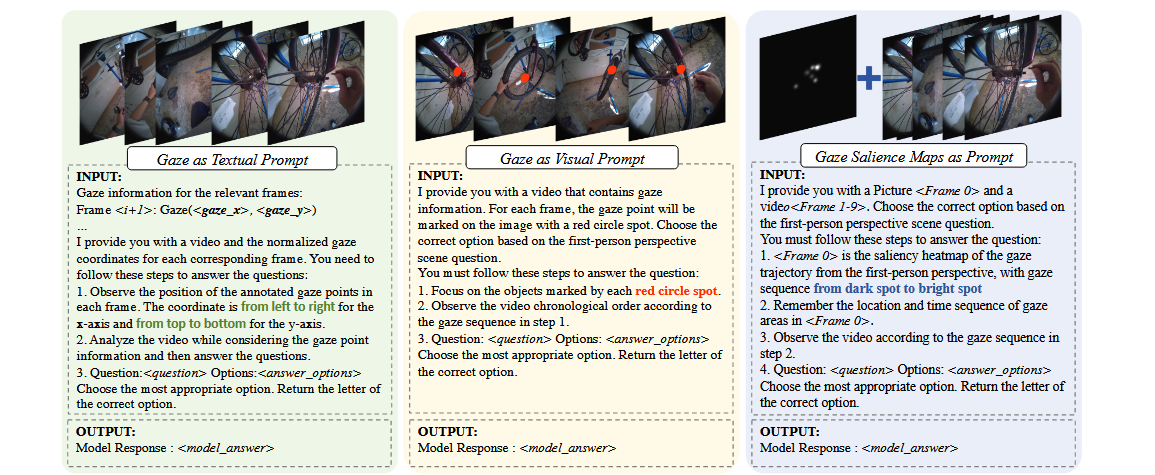 Gaze as Textual Prompt
INPUT:
Gaze information for the relevant frames:
Frame <i+1>: Gaze(<gaze_x>, <gaze_y>)
...
I provide you with a video and the normalized gaze
coordinates for each corresponding frame. You need to
follow these steps to answer the questions:
1. Observe the position of the annotated gaze points in
each frame. The coordinate is from left to right for the
x-axis and from top to bottom for the y-axis.
2. Analyze the video while considering the gaze point
information and then answer the questions.
3. Question:<question> Options:<answer_options>
Choose the most appropriate option. Return the letter of
the correct option.
OUTPUT:
Model Response : <model_answer>
Gaze as Visual Prompt
INPUT:
I provide you with a video that contains gaze
information. For each frame, the gaze point will be
marked on the image with a red circle spot. Choose the
correct option based on the first-person perspective
scene question.
You must follow these steps to answer the question:
1. Focus on the objects marked by each red circle spot.
2. Observe the video chronological order according to
the gaze sequence in step 1.
3. Question: <question> Options: <answer_options>
Choose the most appropriate option. Return the letter of
the correct option.
OUTPUT:
Model Response : <model_answer>
Gaze Salience Maps as Prompt
INPUT:
I provide you with a Picture <Frame 0> and a
video<Frame 1-9>. Choose the correct option based on
the first-person perspective scene question.
You must follow these steps to answer the question:
1. <Frame 0> is the saliency heatmap of the gaze
trajectory from the first-person perspective, with gaze
sequence from dark spot to bright spot
2. Remember the location and time sequence of gaze
areas in <Frame 0>.
3. Observe the video according to the gaze sequence in
step 2.
4. Question: <question> Options: <answer_options>
Choose the most appropriate option. Return the letter of
the correct option.
OUTPUT:
Model Response : <model_answer>